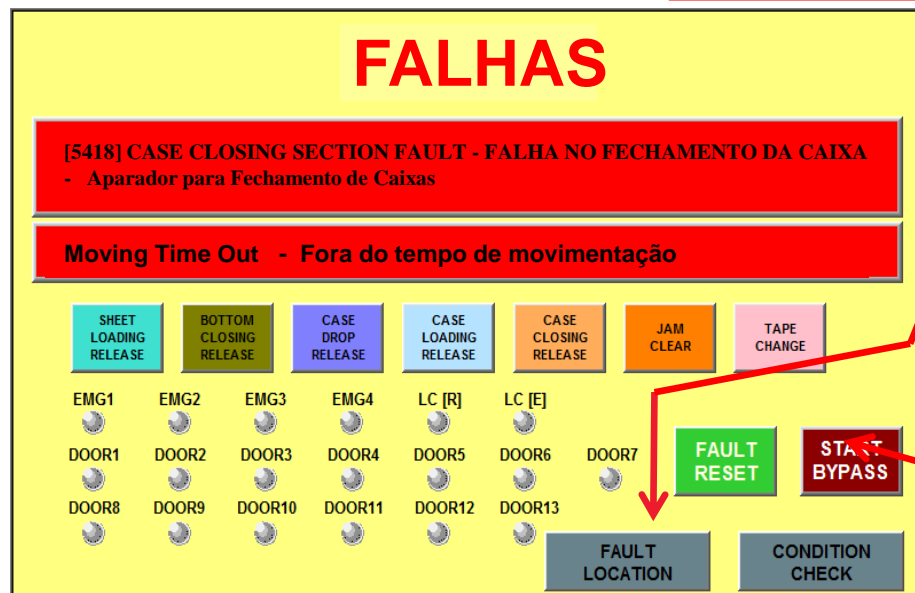 FALHAS
[5418] CASE CLOSING SECTION FAULT - FALHA NO FECHAMENTO DA CAIXA
- Aparador para Fechamento de Caixas
Moving Time Out - Fora do tempo de movimentação
SHEET
LOADING
RELEASE
BOTTOM
CLOSING
RELEASE
CASE
DROP
RELEASE
CASE
LOADING
RELEASE
CASE
CLOSING
RELEASE
JAM
CLEAR
TAPE
CHANGE
EMG1 EMG2 EMG3 EMG4 LC [R] LC [E]
DOOR1 DOOR2 DOOR3 DOOR4 DOOR5 DOOR6 DOOR7
DOOR8 DOOR9 DOOR10 DOOR11 DOOR12 DOOR13
FAULT
RESET
START
BYPASS
FAULT
LOCATION
CONDITION
CHECK